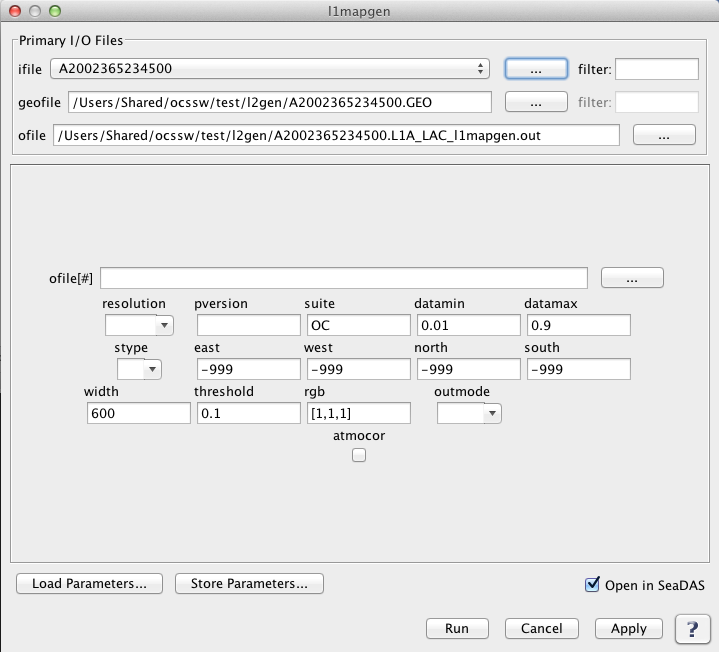 l1mapgen
Primary I/O Files
ifile A2002365234500 ... filter:
geofile /Users/Shared/ocssw/test/l2gen/A2002365234500.GEO ... filter:
ofile /Users/Shared/ocssw/test/l2gen/A2002365234500.L1A_LAC_l1mapgen.out ...
ofile[#] ...
resolution pversion suite datamin datamax
OC 0.01 0.9
stype east west north south
-999 -999 -999 -999
width threshold rgb outmode
600 0.1 [1,1,1]
atmocor
Load Parameters... Store Parameters... Open in SeaDAS
Run Cancel Apply ?